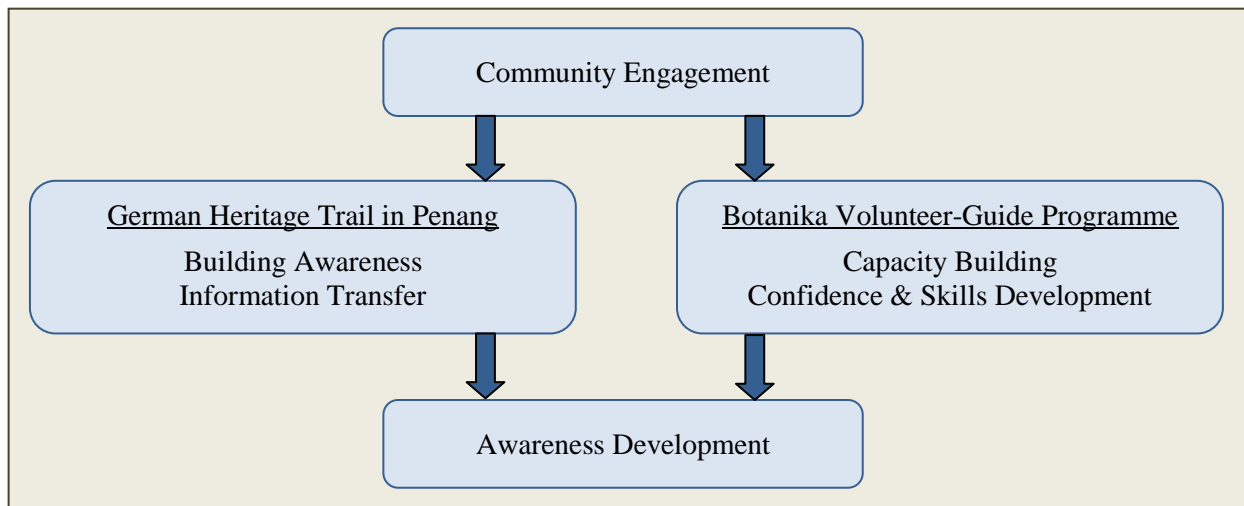 Community Engagement
German Heritage Trail in Penang
Building Awareness
Information Transfer
Botanika Volunteer-Guide Programme
Capacity Building
Confidence & Skills Development
Awareness Development